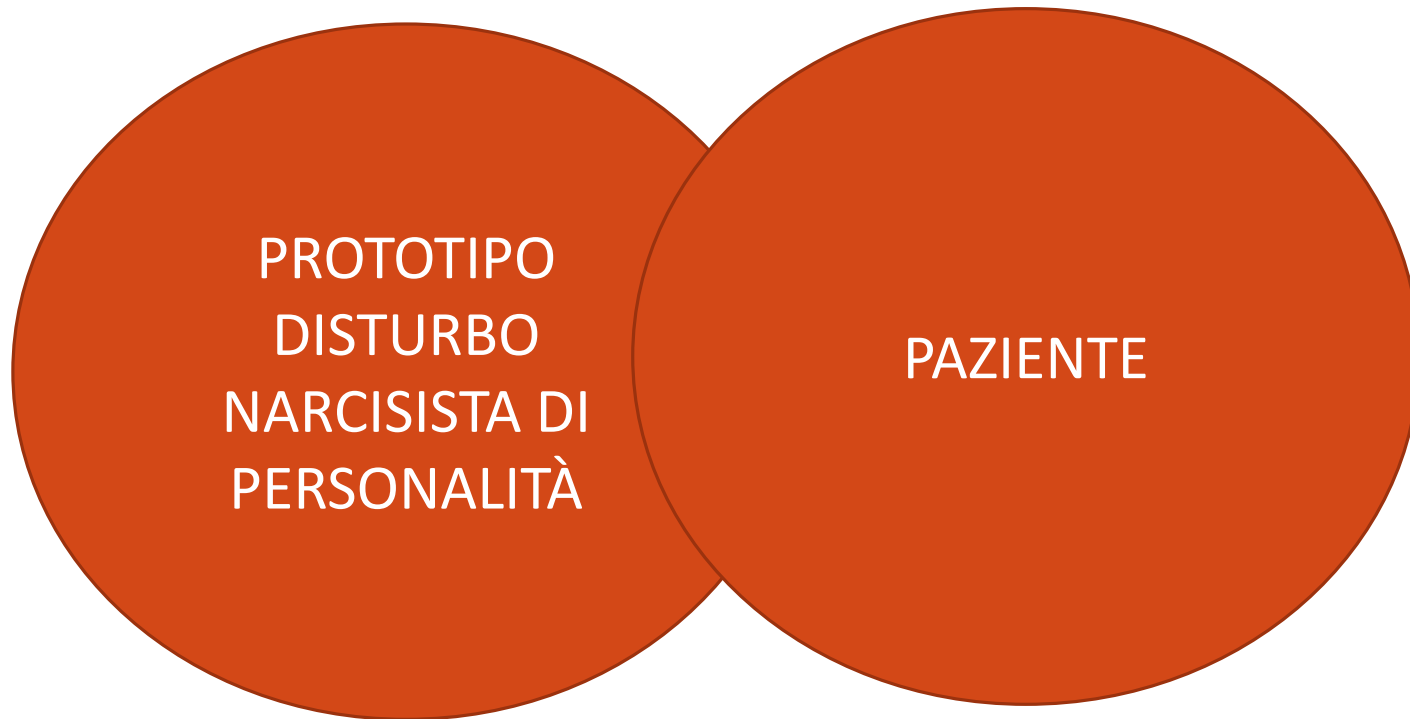 PROTOTIPO
DISTURBO
NARCISISTA DI
PERSONALITÀ
PAZIENTE